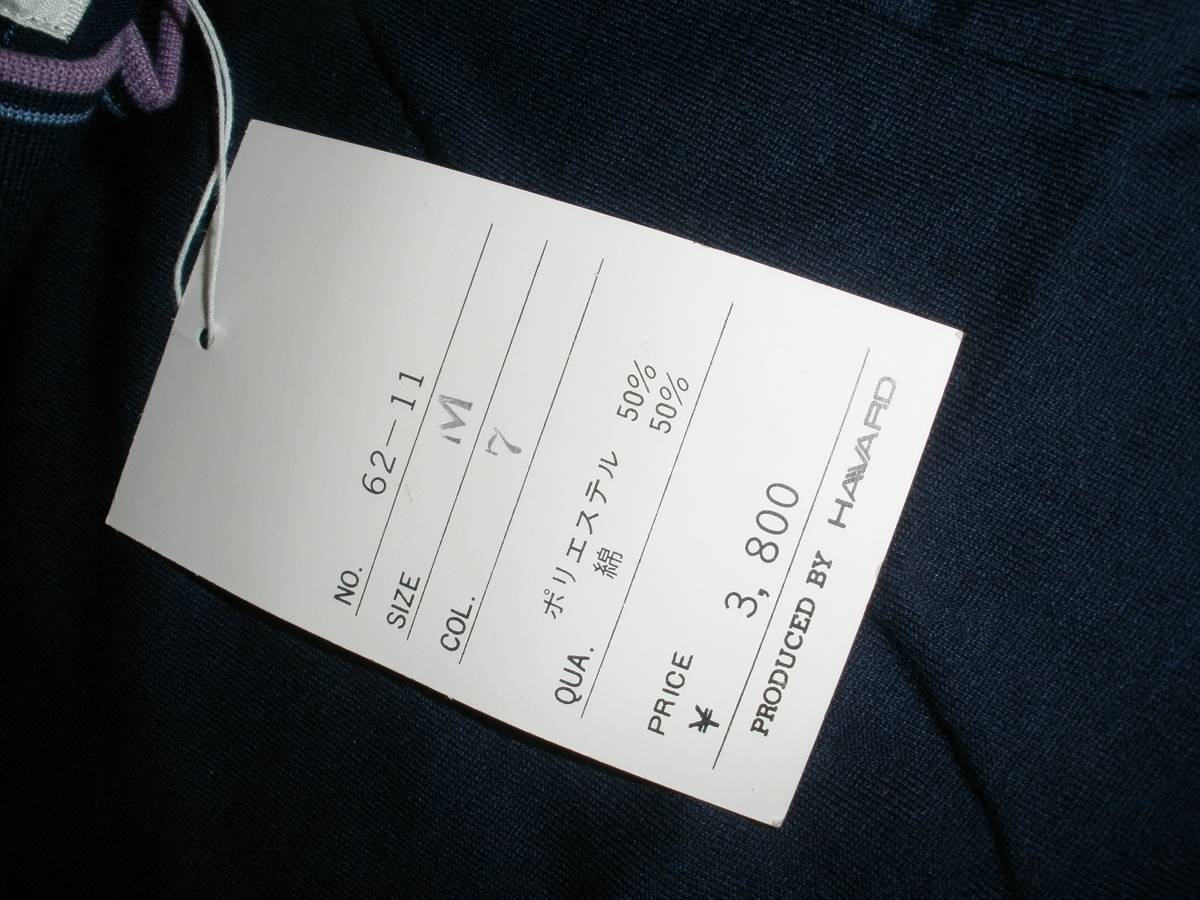 NO. 62-11
SIZE M
COL. 7
QUA. ポリエステル 50%
綿 50%
PRICE
¥ 3,800
PRODUCED BY HAVARD